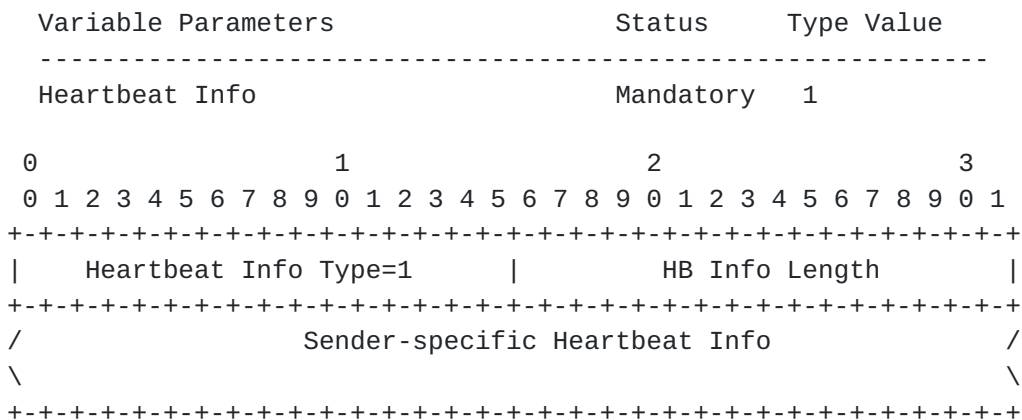 Variable Parameters                  Status     Type Value
  -------------------------------------------------------------
  Heartbeat Info                       Mandatory   1

 0                   1                   2                   3
 0 1 2 3 4 5 6 7 8 9 0 1 2 3 4 5 6 7 8 9 0 1 2 3 4 5 6 7 8 9 0 1
+-+-+-+-+-+-+-+-+-+-+-+-+-+-+-+-+-+-+-+-+-+-+-+-+-+-+-+-+-+-+-+-+
|    Heartbeat Info Type=1      |         HB Info Length        |
+-+-+-+-+-+-+-+-+-+-+-+-+-+-+-+-+-+-+-+-+-+-+-+-+-+-+-+-+-+-+-+-+
/                  Sender-specific Heartbeat Info               /
\                                                               \
+-+-+-+-+-+-+-+-+-+-+-+-+-+-+-+-+-+-+-+-+-+-+-+-+-+-+-+-+-+-+-+-+